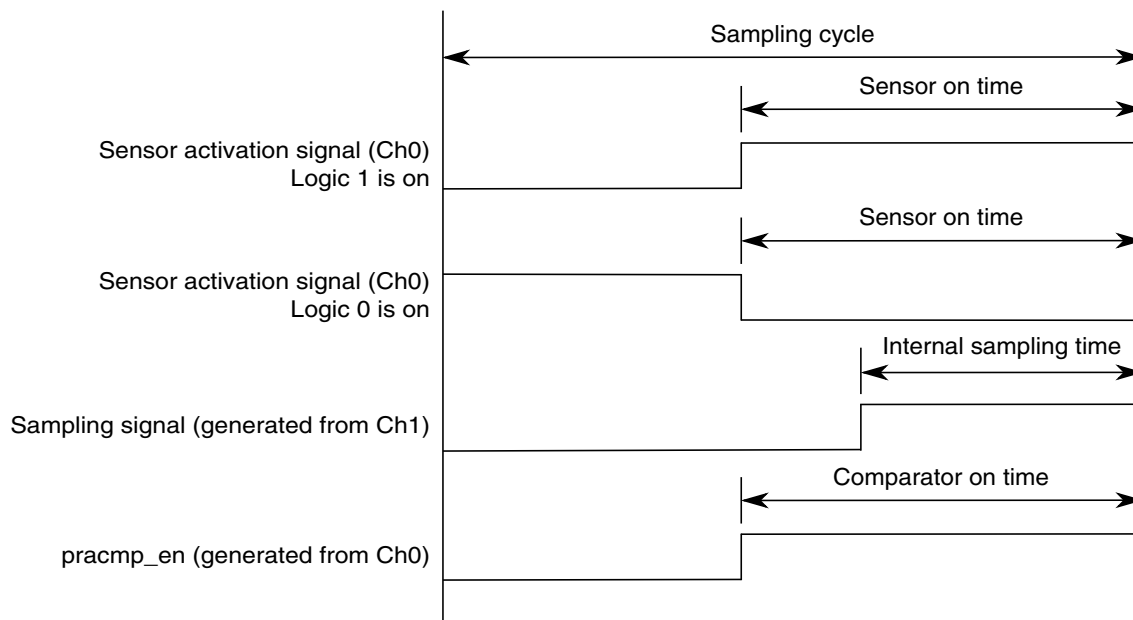 Sampling cycle
Sensor on time
Sensor activation signal (Ch0)
Logic 1 is on
Sensor on time
Sensor activation signal (Ch0)
Logic 0 is on
Internal sampling time
Sampling signal (generated from Ch1)
Comparator on time
pracmp_en (generated from Ch0)